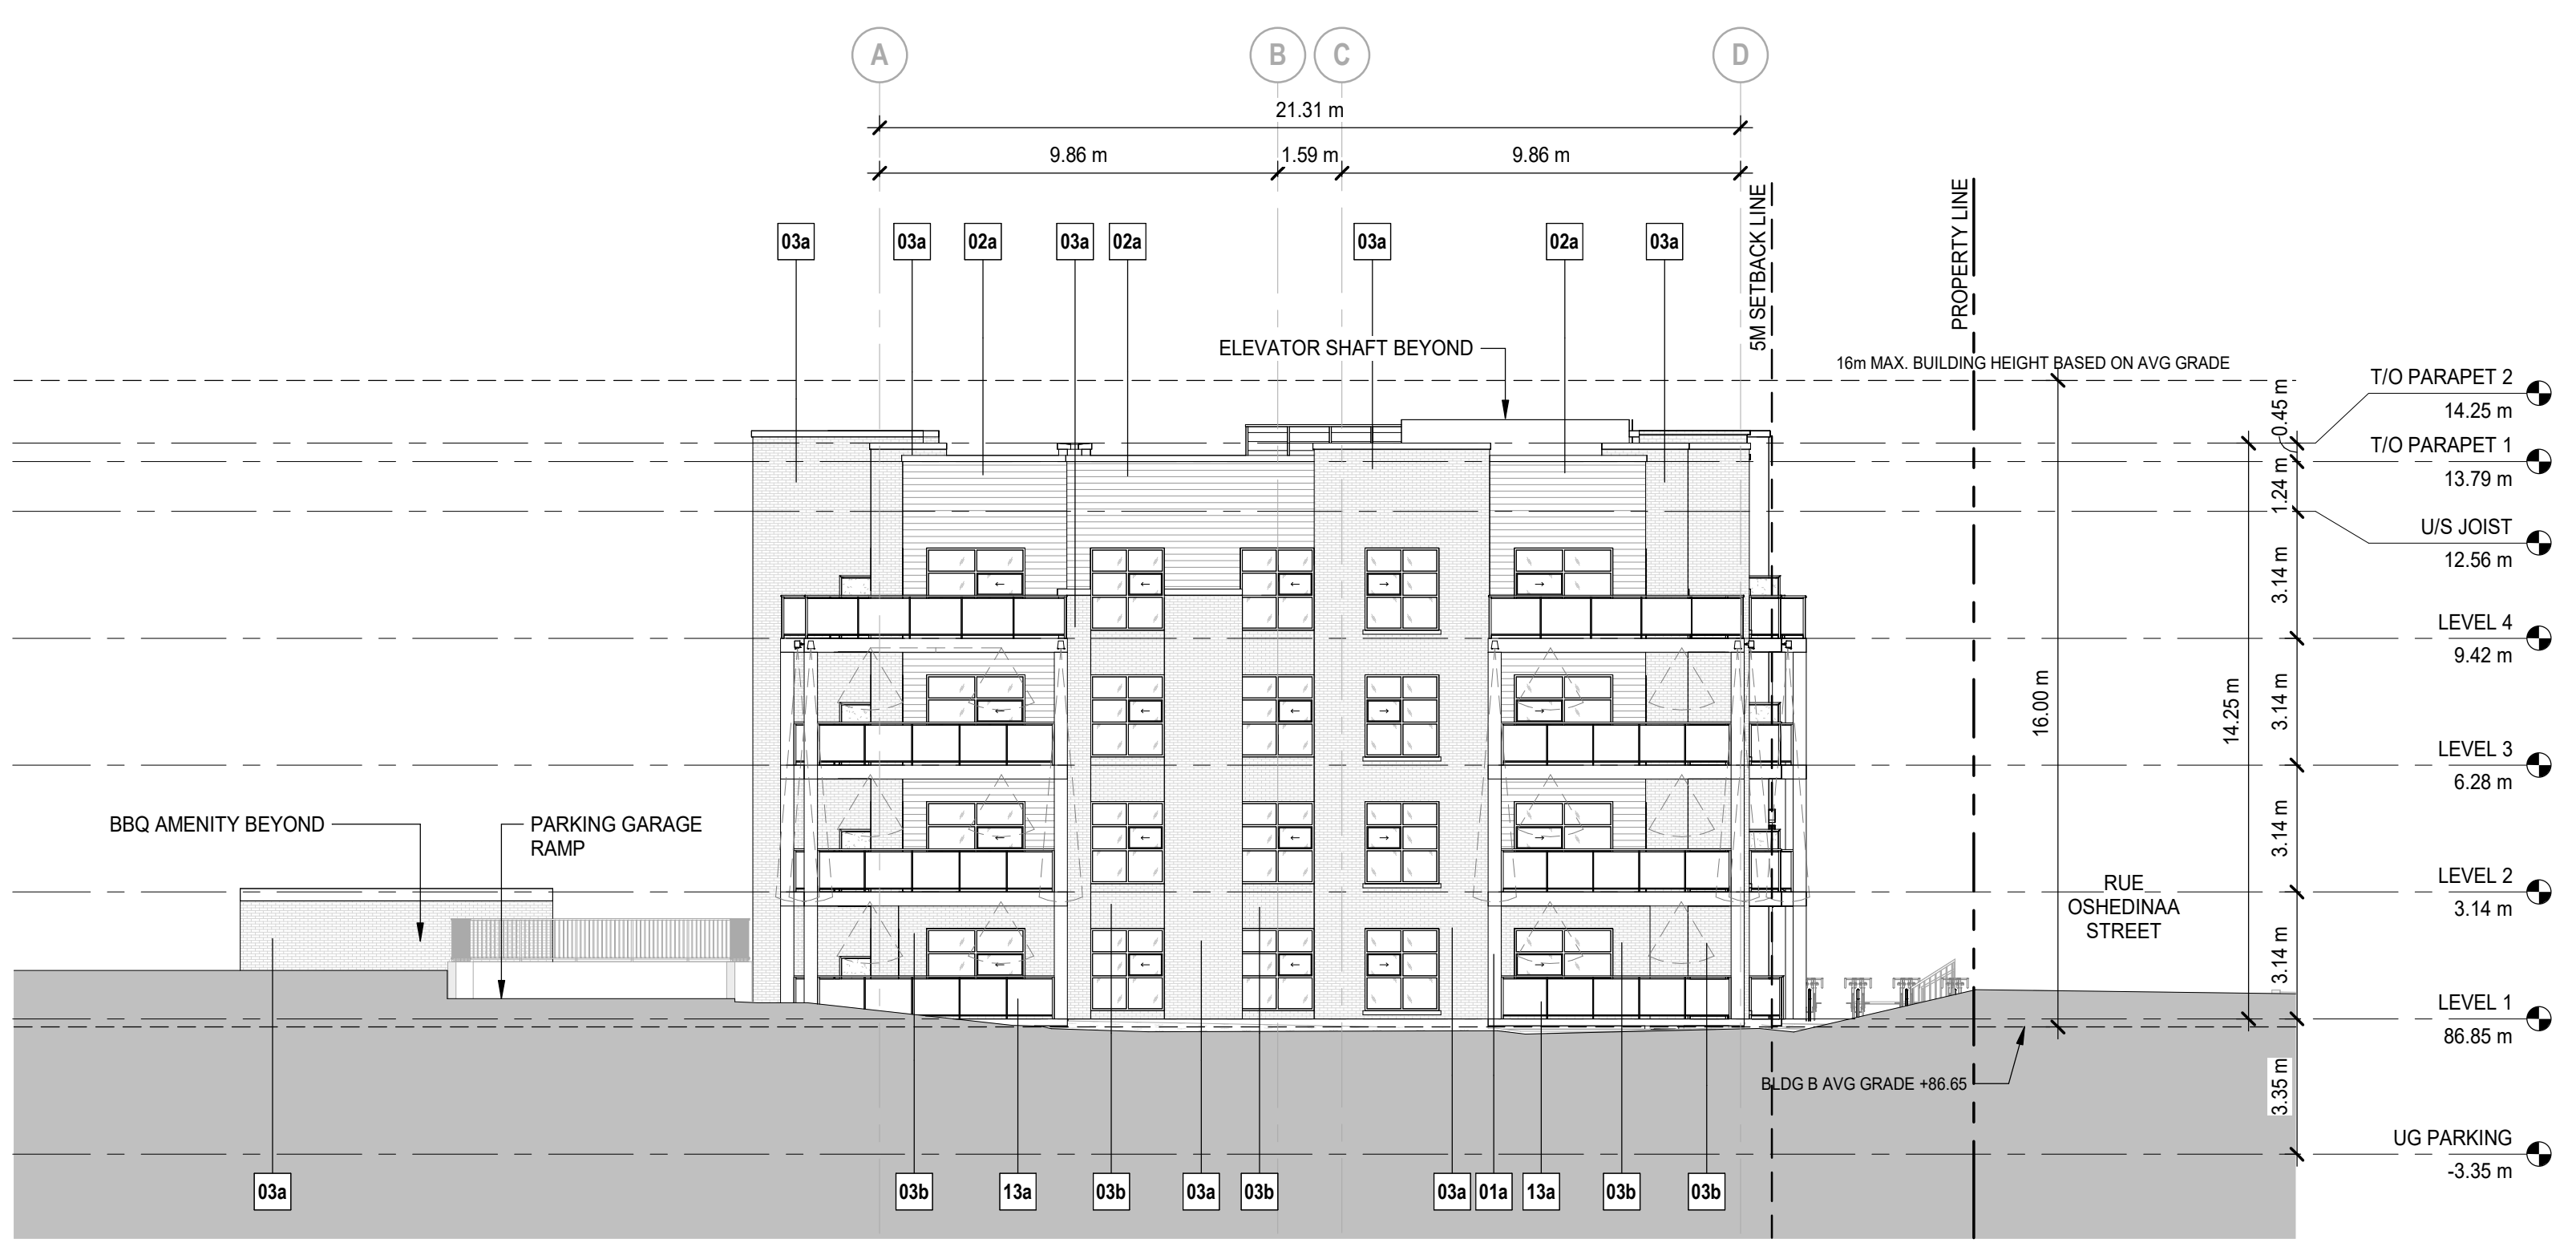 A
B
C
D
21.31 m
9.86 m
1.59 m
9.86 m
5M SETBACK LINE
PROPERTY LINE
03a
03a
02a
03a
02a
03a
02a
03a
ELEVATOR SHAFT BEYOND
16m MAX. BUILDING HEIGHT BASED ON AVG GRADE
T/O PARAPET 2
14.25 m
T/O PARAPET 1
13.79 m
U/S JOIST
12.56 m
LEVEL 4
9.42 m
LEVEL 3
6.28 m
LEVEL 2
3.14 m
LEVEL 1
86.85 m
UG PARKING
-3.35 m
0.45 m
1.24 m
3.14 m
3.14 m
3.14 m
3.14 m
3.35 m
16.00 m
14.25 m
BBQ AMENITY BEYOND
PARKING GARAGE
RAMP
RUE
OSHEDINAA
STREET
BLDG B AVG GRADE +86.65
03a
03b
13a
03b
03a
03b
03a
01a
13a
03b
03b